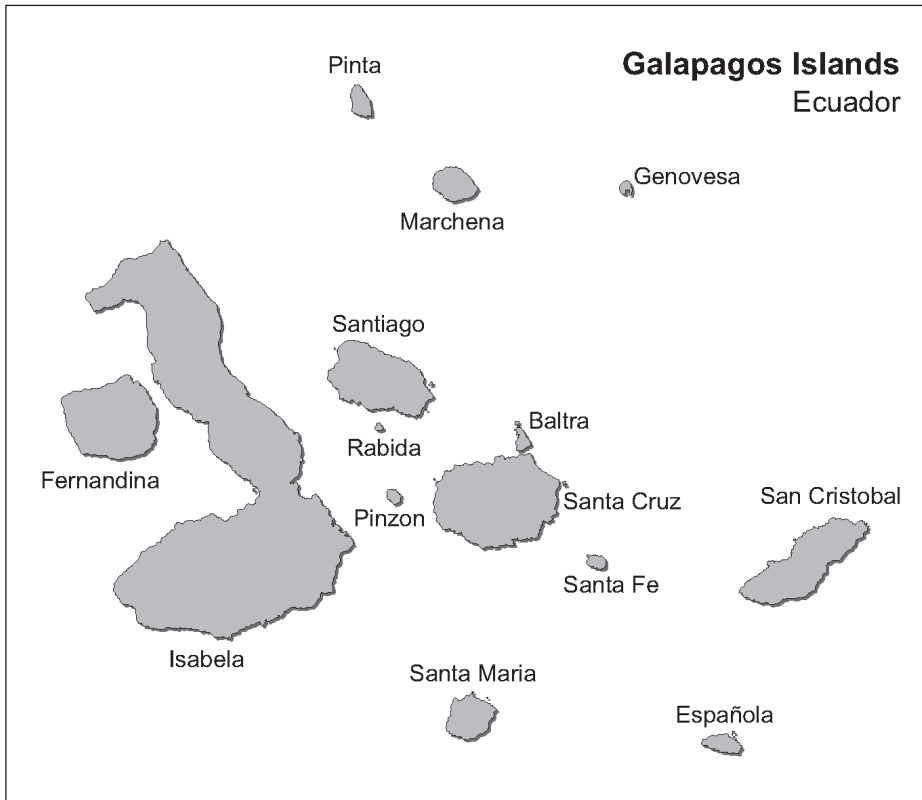 Galapagos Islands
Ecuador
Pinta
Genovesa
Marchena
Santiago
Baltra
Rabida
Fernandina
San Cristobal
Santa Cruz
Pinzon
Santa Fe
Isabela
Santa Maria
Española